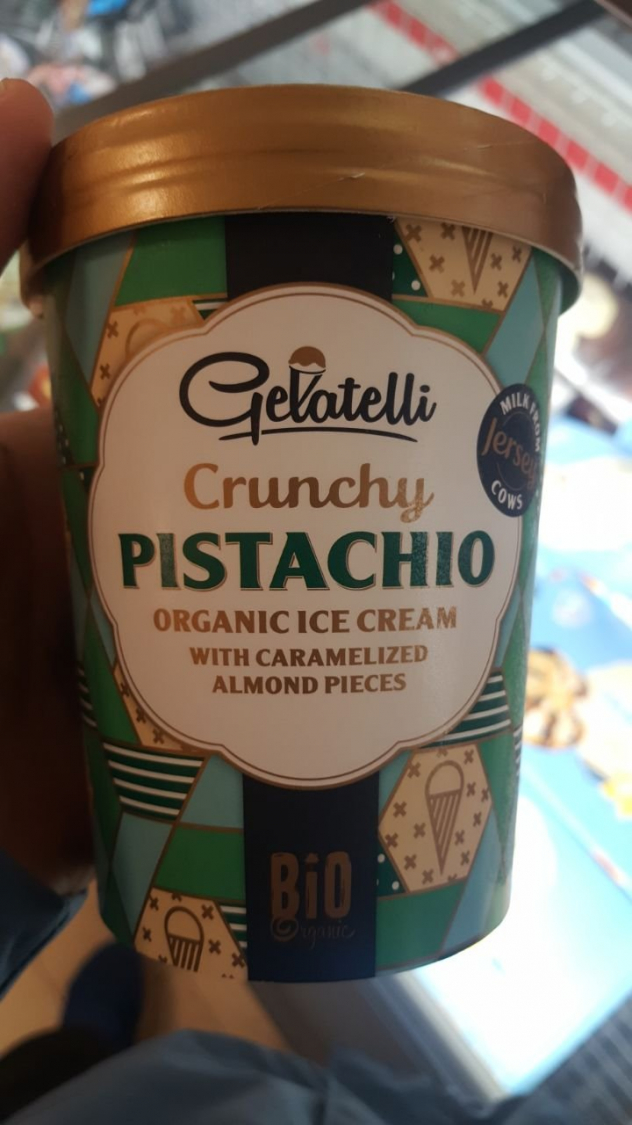 Gelatelli
MILK FROM
Jersey
COWS
Crunchy
PISTACHIO
ORGANIC ICE CREAM
WITH CARAMELIZED
ALMOND PIECES
BiO
Organic